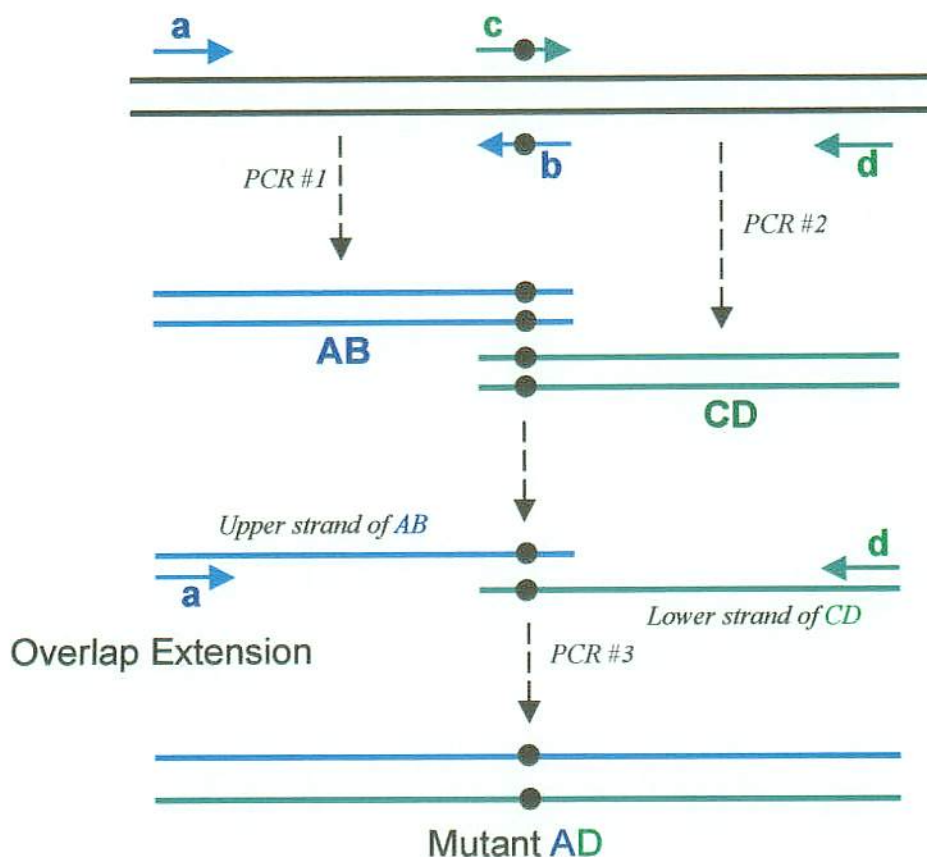 a
c
b
d
PCR #1
PCR #2
AB
CD
Upper strand of AB
d
a
Lower strand of CD
Overlap Extension
PCR #3
Mutant AD